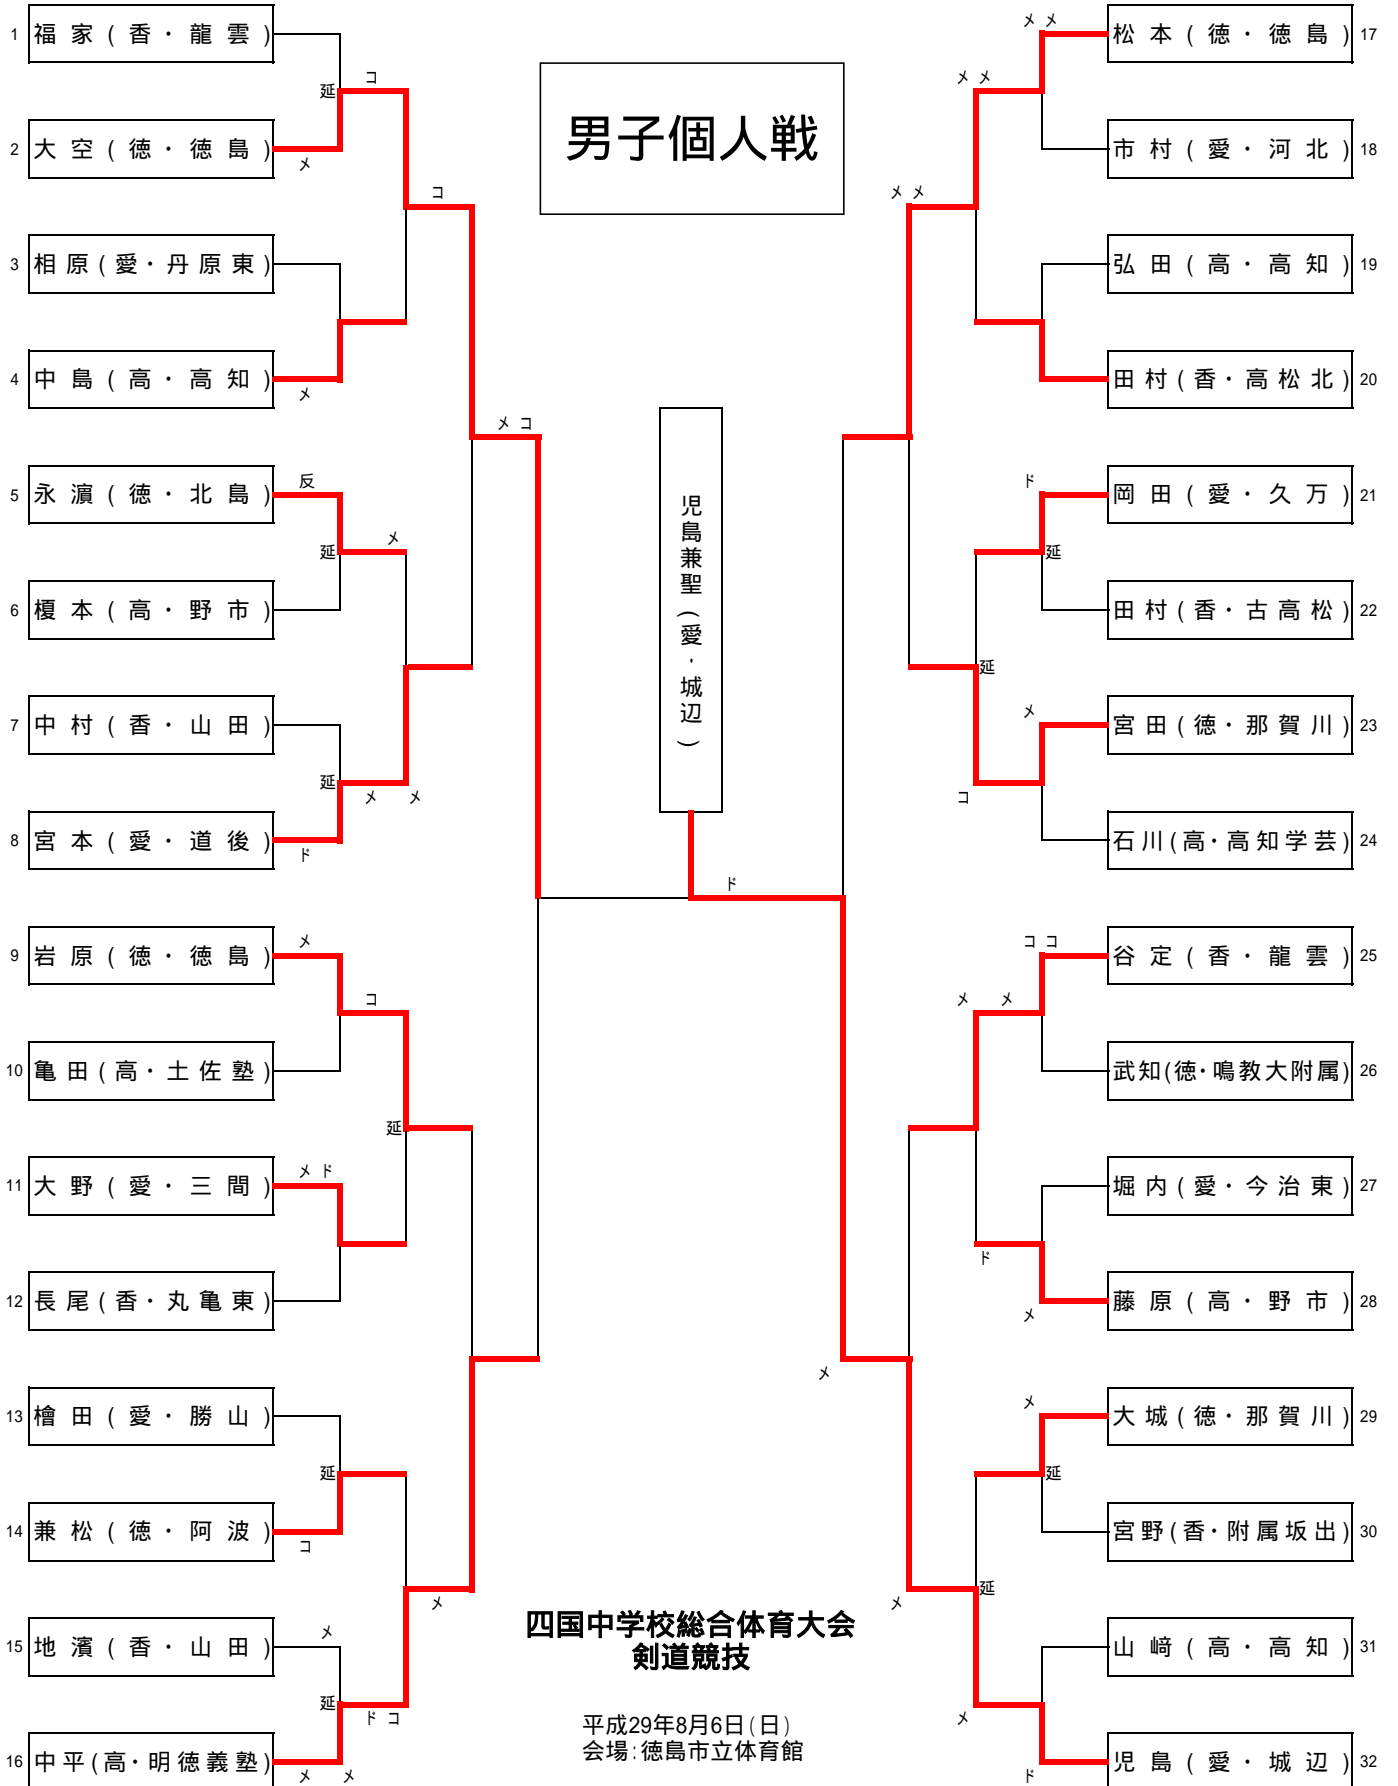 男子個人戦
1 福家(香・龍雲)
延
コ
2 大空(徳・徳島)
メ
コ
3 相原(愛・丹原東)
4 中島(高・高知)
メ
メコ
5 永濵(徳・北島)
反
延
メ
6 榎本(高・野市)
7 中村(香・山田)
延
メ メ
8 宮本(愛・道後)
ド
9 岩原(徳・徳島)
メ
コ
10 亀田(高・土佐塾)
延
11 大野(愛・三間)
メド
12 長尾(香・丸亀東)
13 檜田(愛・勝山)
延
14 兼松(徳・阿波)
コ
メ
15 地濱(香・山田)
メ
延
ドコ
16 中平(高・明徳義塾)
メ メ
児島兼聖(愛・城辺)
ド
メメ
松本(徳・徳島) 17
メメ
市村(愛・河北) 18
メメ
弘田(高・高知) 19
田村(香・高松北) 20
ド
岡田(愛・久万) 21
延
田村(香・古高松) 22
延
メ
宮田(徳・那賀川) 23
コ
石川(高・高知学芸) 24
ココ
谷定(香・龍雲) 25
メ メ
武知(徳・鳴教大附属) 26
堀内(愛・今治東) 27
ド
藤原(高・野市) 28
メ
メ
メ
大城(徳・那賀川) 29
延
宮野(香・附属坂出) 30
延
メ
山﨑(高・高知) 31
メ
児島(愛・城辺) 32
ド
四国中学校総合体育大会
剣道競技
平成29年8月6日(日)
会場:徳島市立体育館